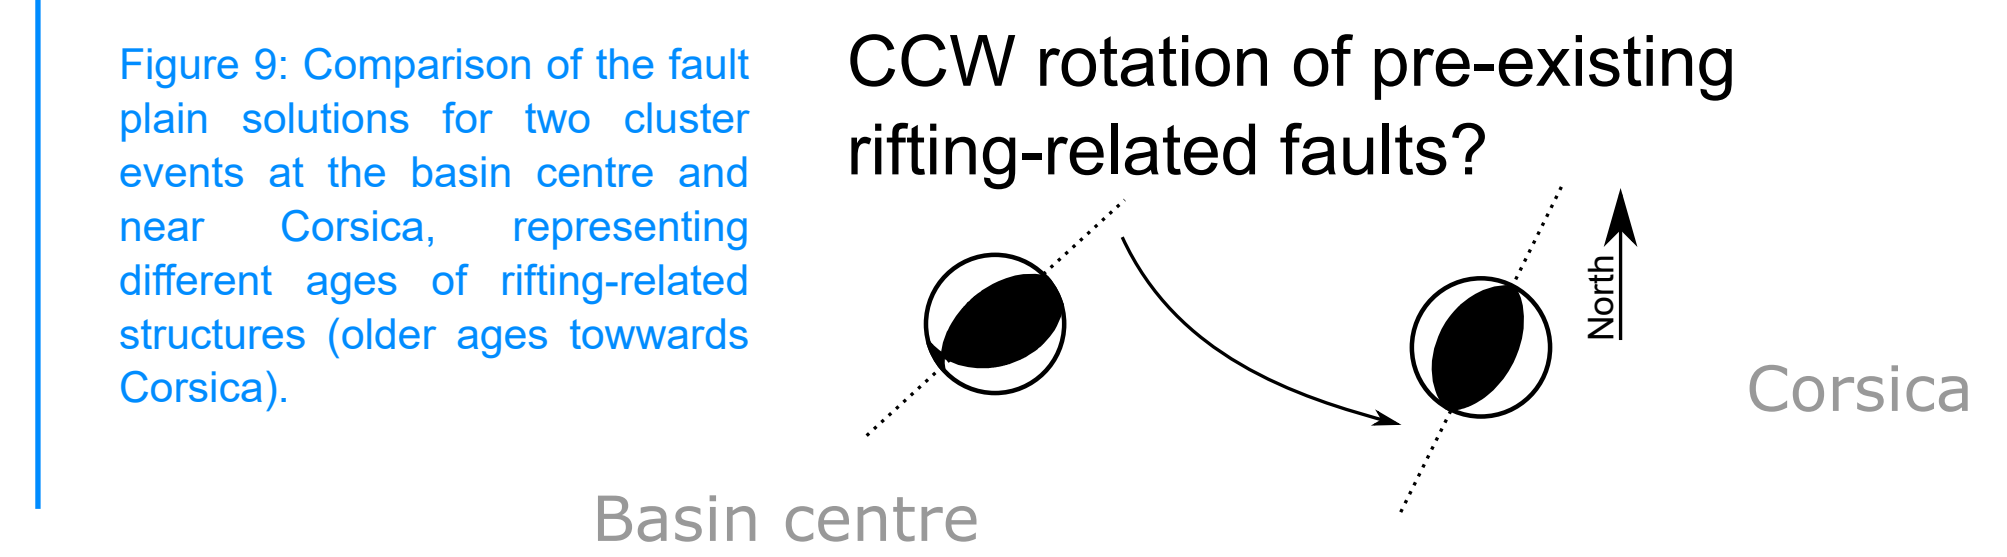 Figure 9: Comparison of the fault
plain solutions for two cluster
events at the basin centre and
near Corsica, representing
different ages of rifting-related
structures (older ages towwards
Corsica).
CCW rotation of pre-existing
rifting-related faults?
North
Corsica
Basin centre